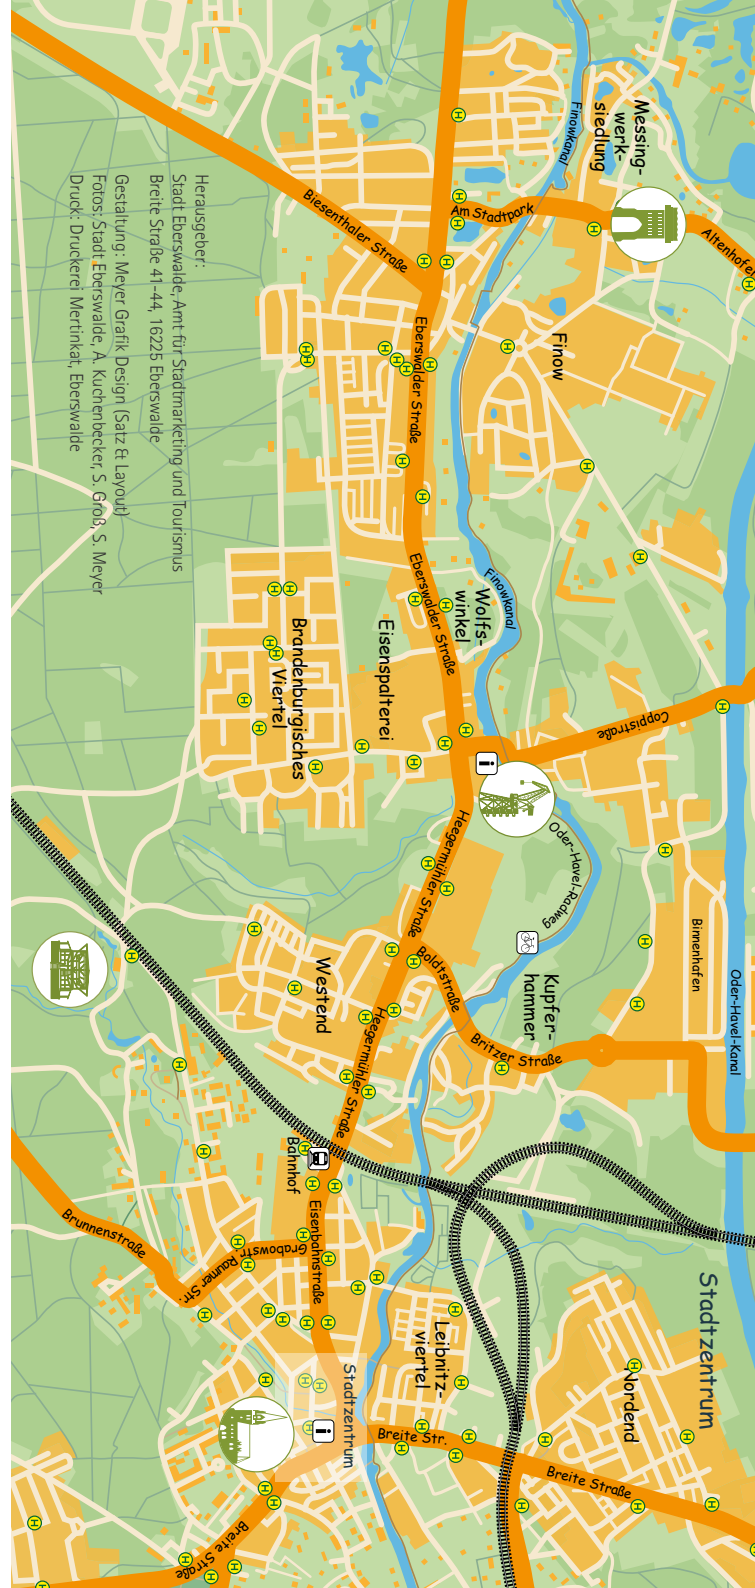 Messing-
werk-
siedlung
Finowkanal
Am Stadtpark
Altenhofer
Biesenthaler Straße
Finow
Eberswalder Straße
Herausgeber:
Stadt Eberswalde, Amt für Stadtmarketing und Tourismus
Breite Straße 41-44, 16225 Eberswalde
Gestaltung: Meyer Grafik Design (Satz & Layout)
Fotos: Stadt Eberswalde, A. Kuchenbecker, S. Groß, S. Meyer
Druck: Druckerei Mertinkat, Eberswalde
Eberswalder Straße
Finowkanal
Wolfs-
winkel
Eisenspalterei
Brandenburgisches
Viertel
Coppistraße
i
Heegermühler Straße
Oder-Havel-Radweg
Binnenhafen
Oder-Havel-Kanal
Kupfer-
hammer
Boldtstraße
Britzer Straße
Westend
Heegermühler Straße
Bahnhof
Eisenbahnstraße
Grabowstr.
Raumer Str.
Brunnenstraße
Stadtzentrum
Leibnitz-
viertel
Nordend
Stadtzentrum
i
Breite Str.
Breite Straße
Breite Straße